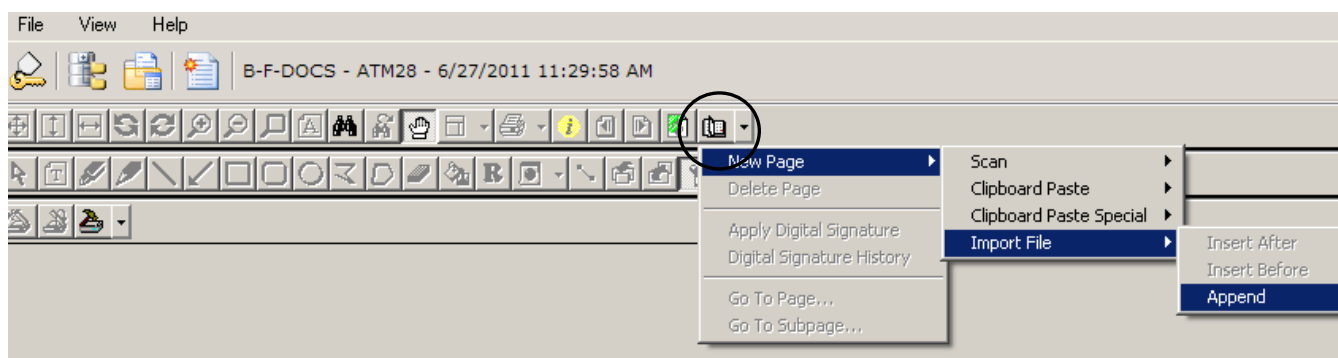 File View Help
B-F-DOCS - ATM28 - 6/27/2011 11:29:58 AM
New Page
Delete Page
Apply Digital Signature
Digital Signature History
Go To Page...
Go To Subpage...
Scan
Clipboard Paste
Clipboard Paste Special
Import File
Insert After
Insert Before
Append